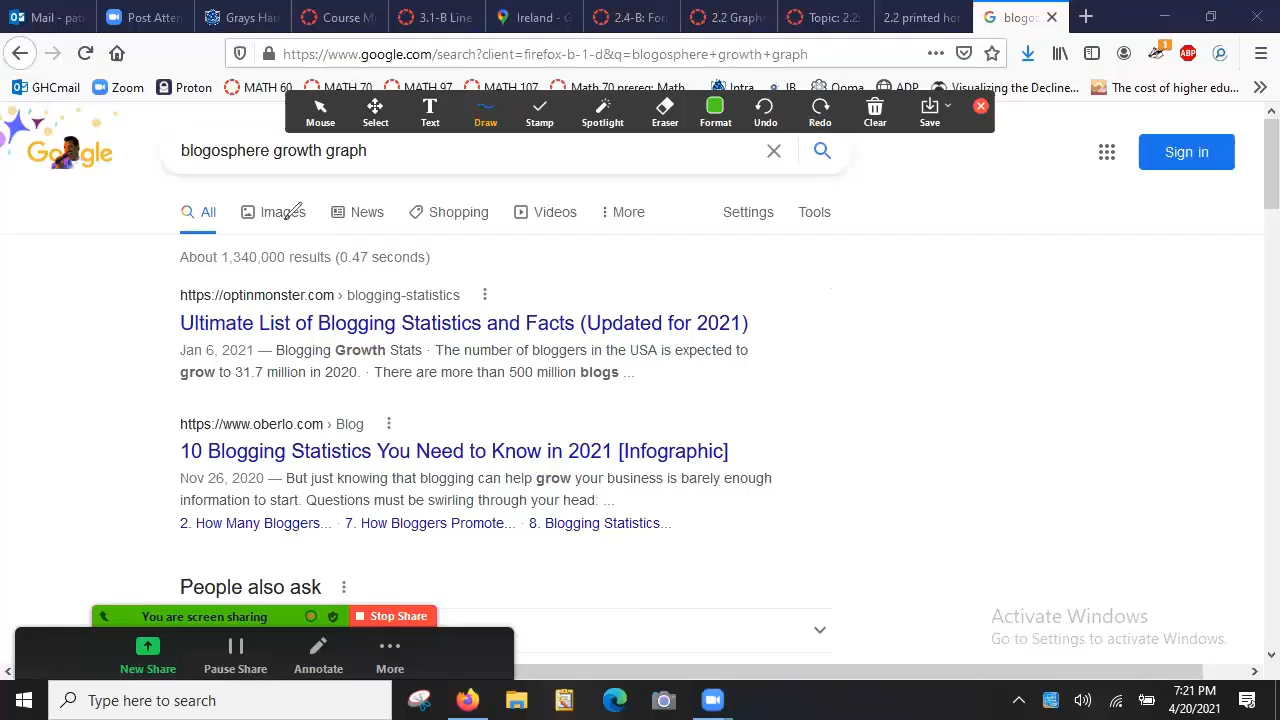 Mail - pat
Post Atten
Grays Har
Course M
3.1-B Line
Ireland - G
2.4-B: For
2.2 Graph
Topic: 2.2
2.2 printed hor
blogos
https://www.google.com/search?client=firefox-b-1-d&q=blogosphere+growth+graph
1
ABP
GHCmail
Zoom
Proton
MATH 60
MATH 70
MATH 97
MATH 107
Math 70 prereq: Math
Intra
IB
Ooma
ADP
Visualizing the Decline...
The cost of higher edu...
Mouse
Select
Text
Draw
Stamp
Spotlight
Eraser
Format
Undo
Redo
Clear
Save
Google
blogosphere growth graph
Sign in
All
Images
News
Shopping
Videos
More
Settings
Tools
About 1,340,000 results (0.47 seconds)
https://optinmonster.com › blogging-statistics
Ultimate List of Blogging Statistics and Facts (Updated for 2021)
Jan 6, 2021 — Blogging Growth Stats · The number of bloggers in the USA is expected to
grow to 31.7 million in 2020. · There are more than 500 million blogs ...
https://www.oberlo.com › Blog
10 Blogging Statistics You Need to Know in 2021 [Infographic]
Nov 26, 2020 — But just knowing that blogging can help grow your business is barely enough
information to start. Questions must be swirling through your head: ...
2. How Many Bloggers... · 7. How Bloggers Promote... · 8. Blogging Statistics...
People also ask
You are screen sharing
Stop Share
New Share
Pause Share
Annotate
More
Activate Windows
Go to Settings to activate Windows.
Type here to search
7:21 PM
4/20/2021